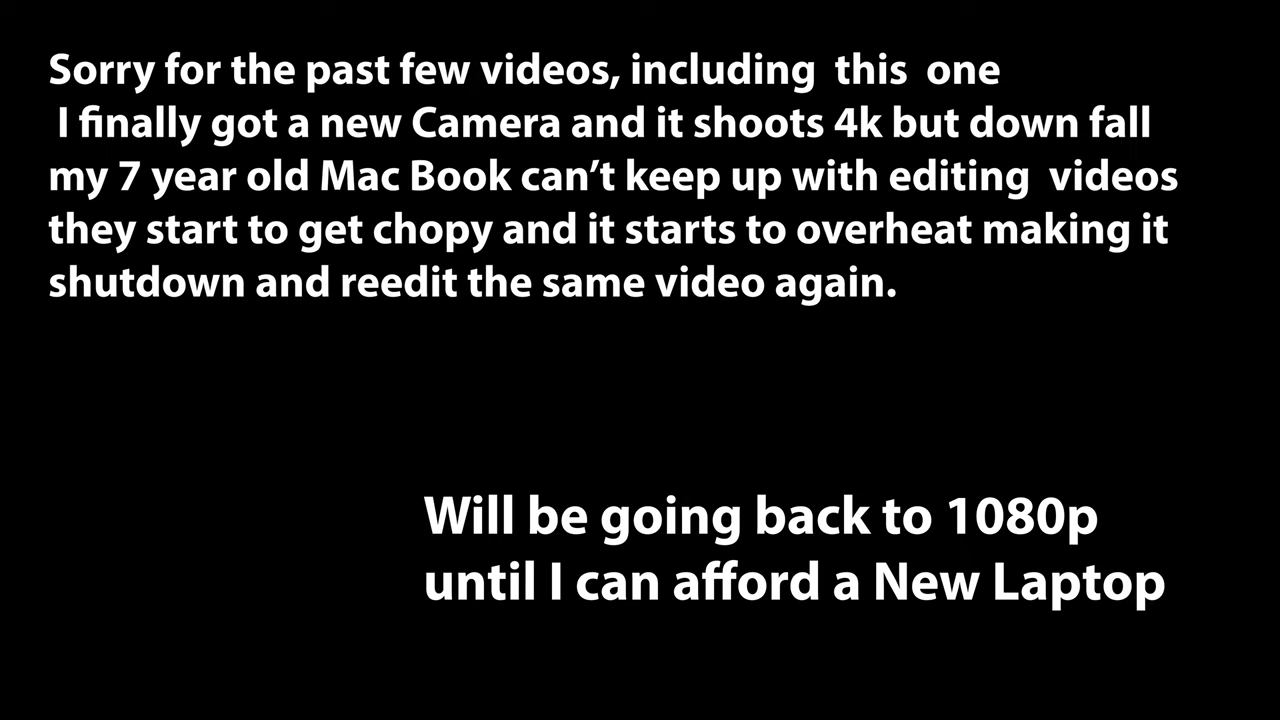 Sorry for the past few videos, including  this  one
I finally got a new Camera and it shoots 4k but down fall
my 7 year old Mac Book can’t keep up with editing  videos
they start to get chopy and it starts to overheat making it
shutdown and reedit the same video again.
Will be going back to 1080p
until I can afford a New Laptop